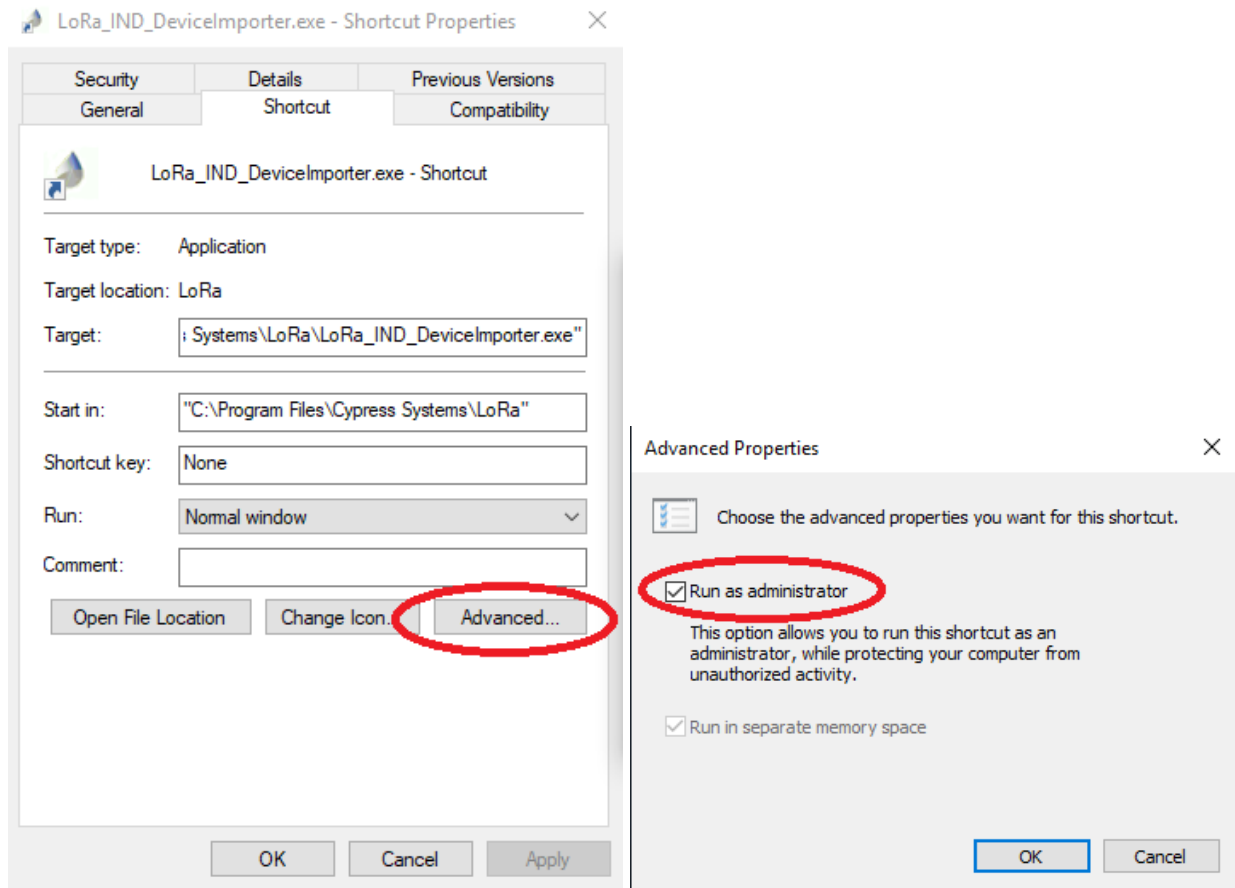 LoRa_IND_DeviceImporter.exe - Shortcut Properties
Security Details Previous Versions
General Shortcut Compatibility
LoRa_IND_DeviceImporter.exe - Shortcut
Target type: Application
Target location: LoRa
Target: Systems\LoRa\LoRa_IND_DeviceImporter.exe"
Start in: "C:\Program Files\Cypress Systems\LoRa"
Shortcut key: None
Run: Normal window
Comment:
Open File Location Change Icon... Advanced...
OK Cancel Apply
Advanced Properties
Choose the advanced properties you want for this shortcut.
Run as administrator
This option allows you to run this shortcut as an
administrator, while protecting your computer from
unauthorized activity.
Run in separate memory space
OK Cancel